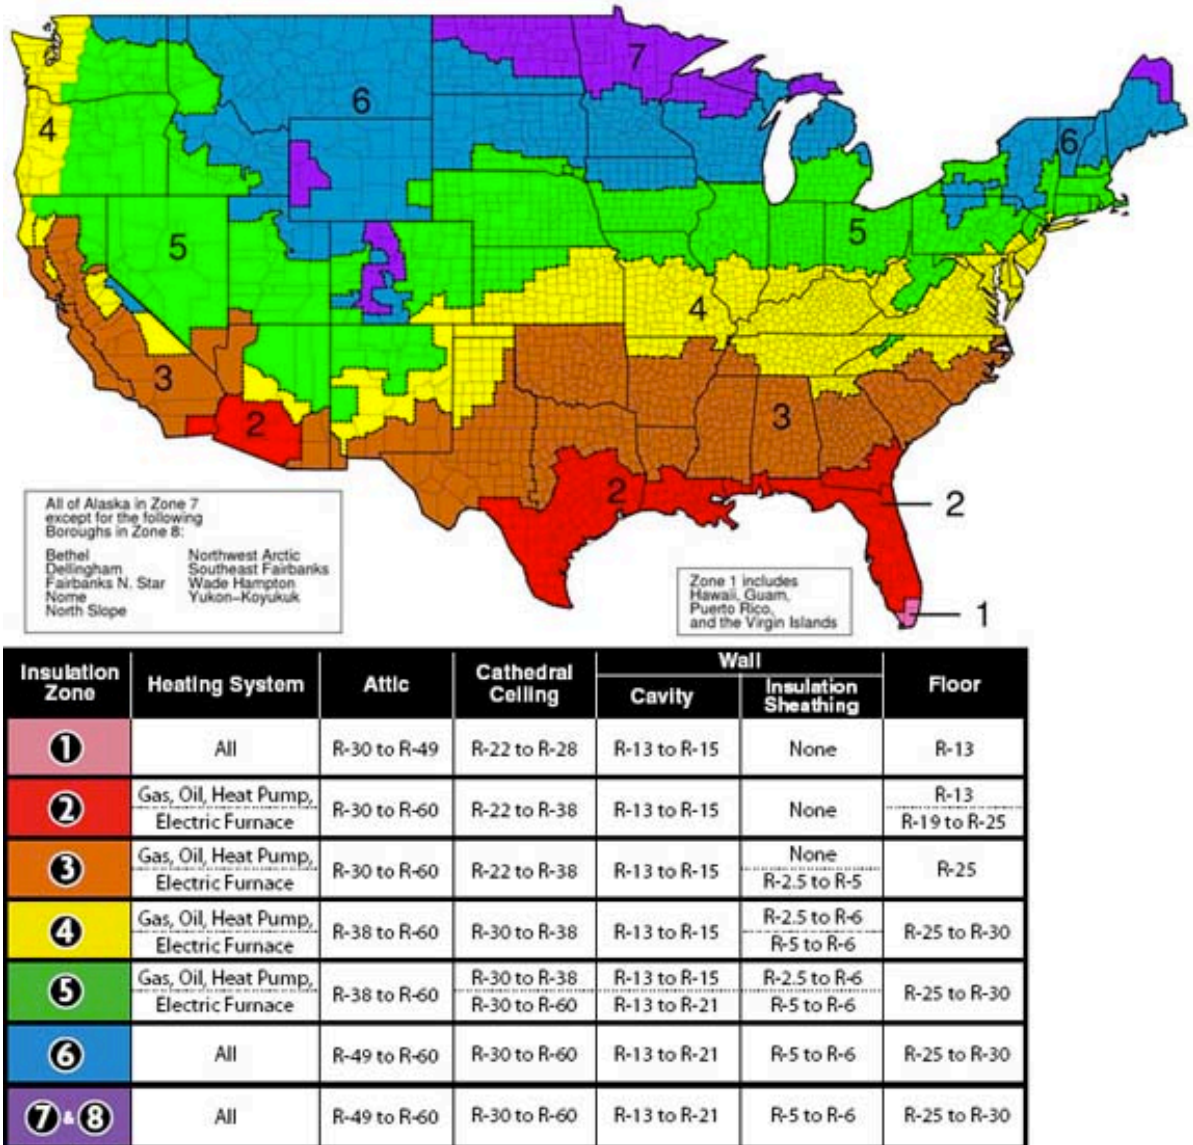 7
6
6
4
5
5
4
3
3
2
2
2
1
All of Alaska in Zone 7
except for the following
Boroughs in Zone 8:
Bethel
Dellingham
Fairbanks N. Star
Nome
North Slope
Northwest Arctic
Southeast Fairbanks
Wade Hampton
Yukon-Koyukuk
Zone 1 includes
Hawaii, Guam,
Puerto Rico,
and the Virgin Islands
Insulation Zone Heating System Attic Cathedral Ceiling Wall Cavity Insulation Sheathing Floor
1 All R-30 to R-49 R-22 to R-28 R-13 to R-15 None R-13
2 Gas, Oil, Heat Pump, R-30 to R-60 R-22 to R-38 R-13 to R-15 None R-13
Electric Furnace R-19 to R-25
3 Gas, Oil, Heat Pump, R-30 to R-60 R-22 to R-38 R-13 to R-15 None R-25
Electric Furnace R-2.5 to R-5
4 Gas, Oil, Heat Pump, R-38 to R-60 R-30 to R-38 R-13 to R-15 R-2.5 to R-6 R-25 to R-30
Electric Furnace R-5 to R-6
5 Gas, Oil, Heat Pump, R-38 to R-60 R-30 to R-38 R-13 to R-15 R-2.5 to R-6 R-25 to R-30
Electric Furnace R-30 to R-60 R-13 to R-21 R-5 to R-6
6 All R-49 to R-60 R-30 to R-60 R-13 to R-21 R-5 to R-6 R-25 to R-30
7 & 8 All R-49 to R-60 R-30 to R-60 R-13 to R-21 R-5 to R-6 R-25 to R-30